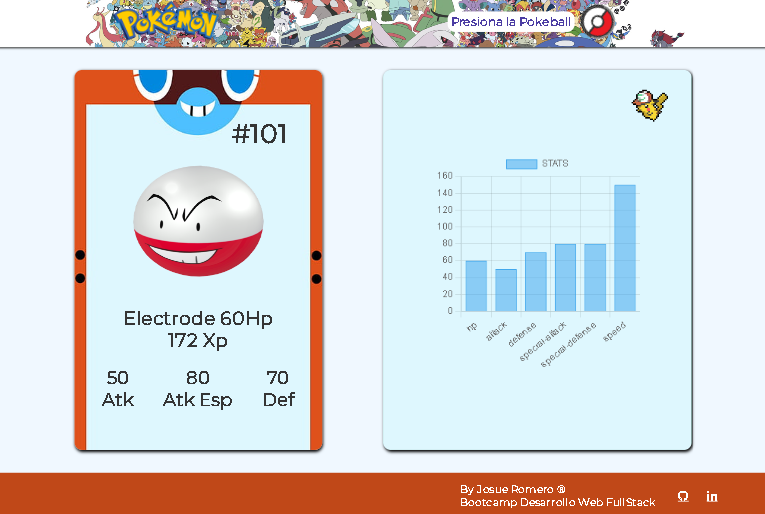 Pokémon
Presiona la Pokeball
#101
Electrode 60Hp
172 Xp
50 80 70
Atk Atk Esp Def
STATS
160
140
120
100
80
60
40
20
0
hp attack defense special-attack special-defense speed
By Josue Romero ®
Bootcamp Desarrollo Web FullStack
in